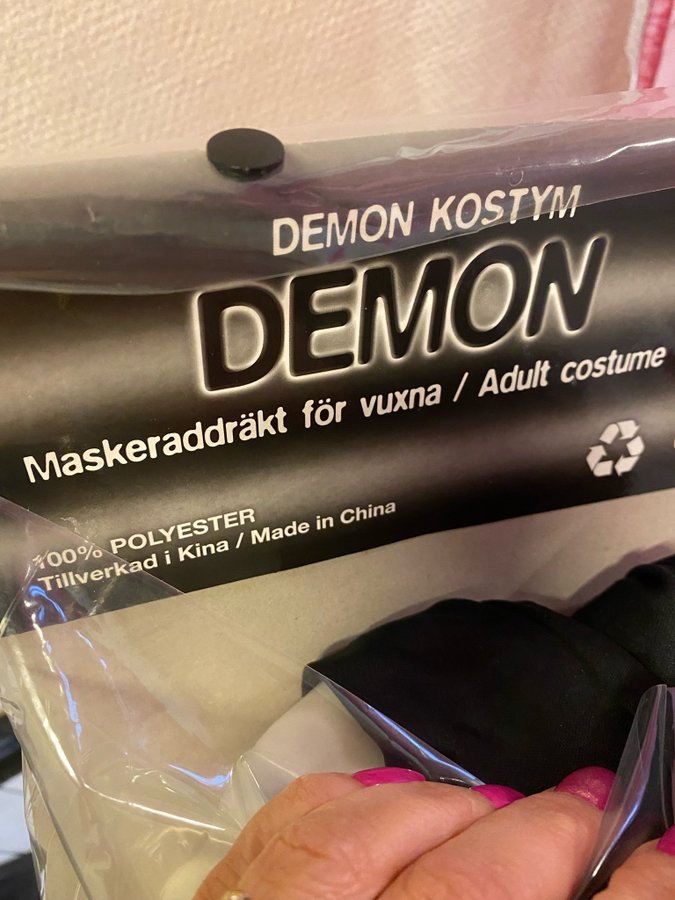 DEMON KOSTYM
DEMON
Maskeraddräkt för vuxna / Adult costume
100% POLYESTER
Tillverkad i Kina / Made in China